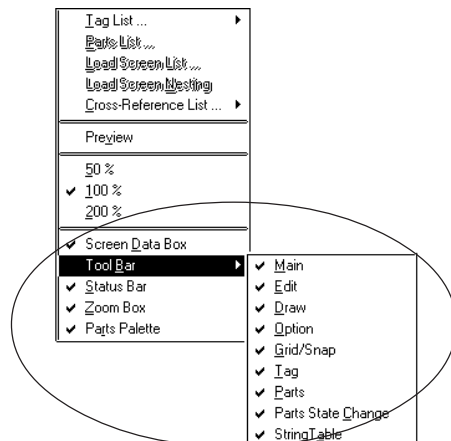 Tag List ...
Parts List ...
Load Screen List ...
Load Screen Nesting
Cross-Reference List ...
Preview
50 %
100 %
200 %
Screen Data Box
Tool Bar
Status Bar
Zoom Box
Parts Palette
Main
Edit
Draw
Option
Grid/Snap
Tag
Parts
Parts State Change
StringTable